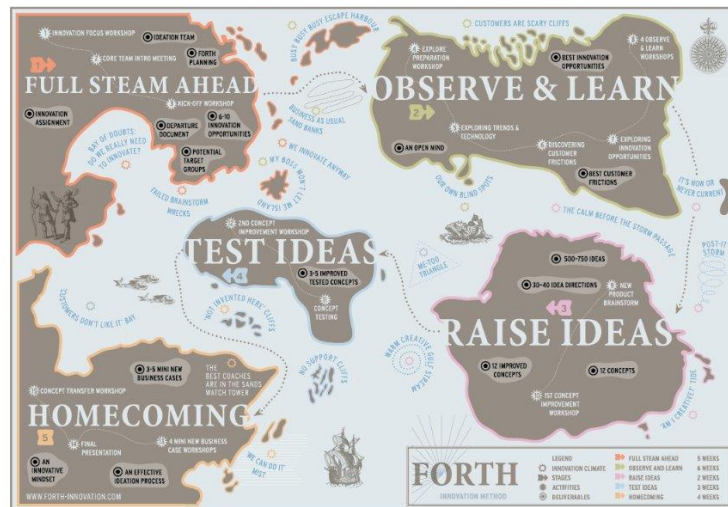 INNOVATION FOCUS WORKSHOP
IDEATION TEAM
CORE TEAM INTRO MEETING
FORTH
PLANNING
1
FULL STEAM AHEAD
KICK-OFF WORKSHOP
INNOVATION
ASSIGNMENT
DEPARTURE
DOCUMENT
6-10
INNOVATION
OPPORTUNITIES
POTENTIAL
TARGET
GROUPS
BAY OF DOUBTS:
DO WE REALLY NEED
TO INNOVATE?
FAILED BRAINSTORM
WRECKS
BUSY BUSY BUSY ESCAPE HARBOUR
BUSINESS AS USUAL
SAND BANKS
WE INNOVATE ANYWAY
MY BOSS WON'T LET ME ISLAND
CUSTOMERS ARE SCARY CLIFFS
EXPLORE
PREPARATION
WORKSHOP
4 OBSERVE
& LEARN
WORKSHOPS
BEST INNOVATION
OPPORTUNITIES
OBSERVE & LEARN
2
EXPLORING TRENDS &
TECHNOLOGY
AN OPEN MIND
DISCOVERING
CUSTOMER
FRICTIONS
EXPLORING
INNOVATION
OPPORTUNITIES
BEST CUSTOMER
FRICTIONS
OUR OWN BLIND SPOTS
IT'S NOW OR
NEVER CURRENT
THE CALM BEFORE THE STORM PASSAGE
POST-IT
STORM
2ND CONCEPT
IMPROVEMENT WORKSHOP
TEST IDEAS
4
3-5 IMPROVED
TESTED CONCEPTS
CONCEPT
TESTING
ME-TOO
TRIANGLE
500-750 IDEAS
30-40 IDEA DIRECTIONS
NEW
PRODUCT
BRAINSTORM
3
RAISE IDEAS
12 IMPROVED
CONCEPTS
12 CONCEPTS
1ST CONCEPT
IMPROVEMENT
WORKSHOP
WARM CREATIVE GOLF
STREAM
'AM I CREATIVE?' TIDE
'NOT INVENTED HERE' CLIFFS
NO SUPPORT CLIFFS
CUSTOMERS DON'T LIKE IT' BAY
3-5 MINI NEW
BUSINESS CASES
THE
BEST COACHES
ARE IN THE SANDS
WATCH TOWER
CONCEPT TRANSFER WORKSHOP
HOMECOMING
5
FINAL
PRESENTATION
4 MINI NEW BUSINESS
CASE WORKSHOPS
AN
INNOVATIVE
MINDSET
AN EFFECTIVE
IDEATION PROCESS
'WE CAN DO IT'
MIST
WWW.FORTH-INNOVATION.COM
FORTH
INNOVATION METHOD
LEGEND
INNOVATION CLIMATE
STAGES
ACTIVITIES
DELIVERABLES
FULL STEAM AHEAD 5 WEEKS
OBSERVE AND LEARN 6 WEEKS
RAISE IDEAS 2 WEEKS
TEST IDEAS 3 WEEKS
HOMECOMING 4 WEEKS